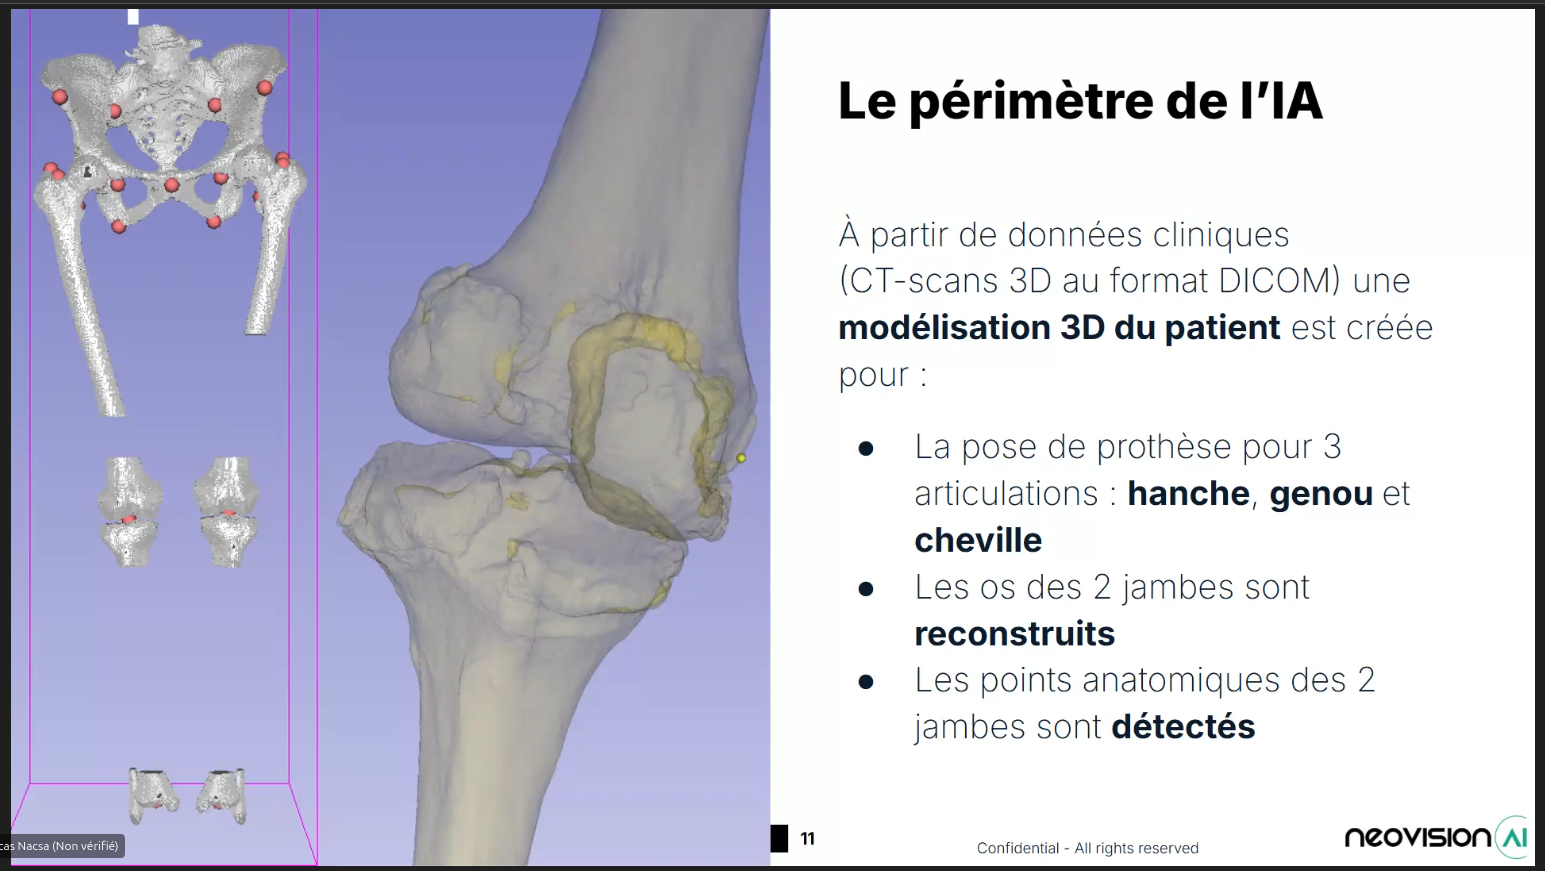 Le périmètre de l’IA
À partir de données cliniques
(CT-scans 3D au format DICOM) une
modélisation 3D du patient est créée
pour :
● La pose de prothèse pour 3
articulations : hanche, genou et
cheville
● Les os des 2 jambes sont
reconstruits
● Les points anatomiques des 2
jambes sont détectés
cas Nacsa (Non vérifié)
11
Confidential - All rights reserved
neovision AI